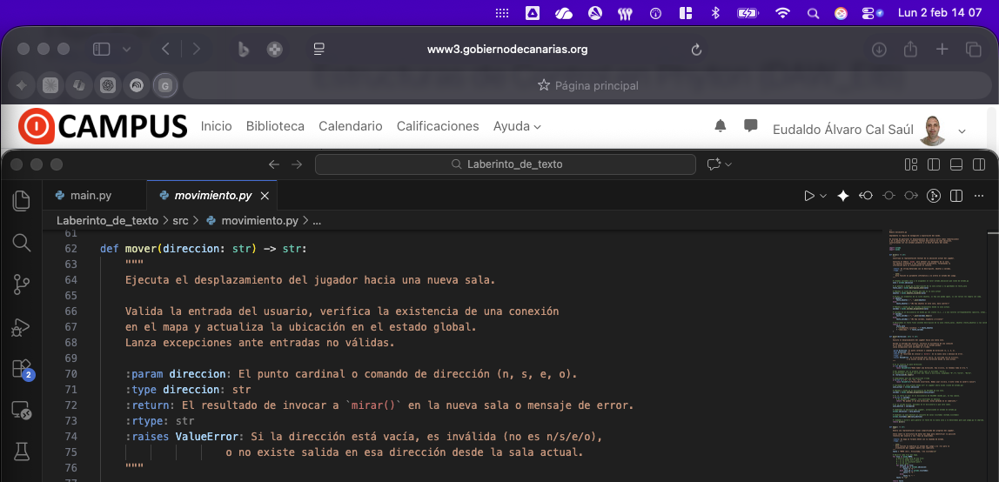 Lun 2 feb 14 07
www3.gobiernodecanarias.org
G
Página principal
CAMPUS Inicio Biblioteca Calendario Calificaciones Ayuda Eudaldo Álvaro Cal Saúl
Laberinto_de_texto
main.py movimiento.py
Laberinto_de_texto > src > movimiento.py > ...
61
62 def mover(direccion: str) -> str:
63 """
64 Ejecuta el desplazamiento del jugador hacia una nueva sala.
65
66 Valida la entrada del usuario, verifica la existencia de una conexión
67 en el mapa y actualiza la ubicación en el estado global.
68 Lanza excepciones ante entradas no válidas.
69
70 :param direccion: El punto cardinal o comando de dirección (n, s, e, o).
71 :type direccion: str
72 :return: El resultado de invocar a `mirar()` en la nueva sala o mensaje de error.
73 :rtype: str
74 :raises ValueError: Si la dirección está vacía, es inválida (no es n/s/e/o),
75 o no existe salida en esa dirección desde la sala actual.
76 """
77
2